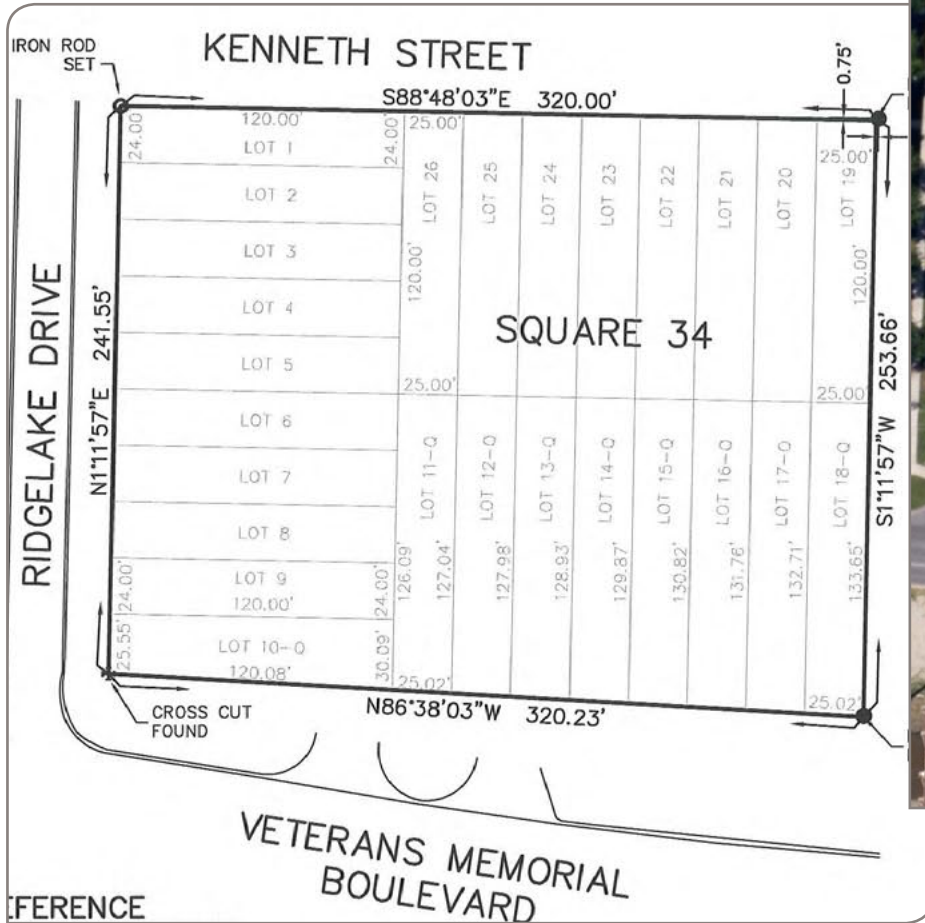 IRON ROD
SET
KENNETH STREET
0.75'
S88°48'03"E 320.00'
24.00'
120.00'
24.00'
25.00'
25.00'
LOT 1
LOT 2
LOT 3
LOT 4
LOT 5
LOT 6
LOT 7
LOT 8
LOT 9
24.00'
120.00'
24.00'
LOT 10-Q
25.55'
120.08'
30.09'
LOT 26
LOT 25
LOT 24
LOT 23
LOT 22
LOT 21
LOT 20
LOT 19
120.00'
120.00'
SQUARE 34
25.00'
25.00'
LOT 11-Q
LOT 12-Q
LOT 13-Q
LOT 14-Q
LOT 15-Q
LOT 16-Q
LOT 17-Q
LOT 18-Q
126.09'
127.04'
127.98'
128.93'
129.87'
130.82'
131.76'
132.71'
133.65'
25.02'
25.02'
RIDGELAKE DRIVE
N1°11'57"E 241.55'
S1°11'57"W 253.66'
N86°38'03"W 320.23'
CROSS CUT
FOUND
VETERANS MEMORIAL
BOULEVARD
EFERENCE